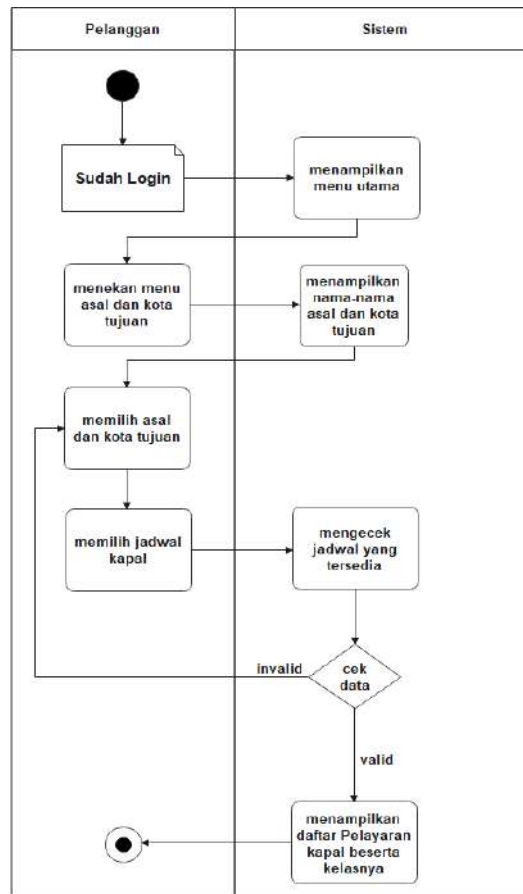 Pelanggan
Sistem
Sudah Login
menampilkan
menu utama
menekan menu
asal dan kota
tujuan
menampilkan
nama-nama
asal dan kota
tujuan
memilih asal
dan kota tujuan
memilih jadwal
kapal
mengecek
jadwal yang
tersedia
invalid
cek
data
valid
menampilkan
daftar Pelayaran
kapal beserta
kelasnya